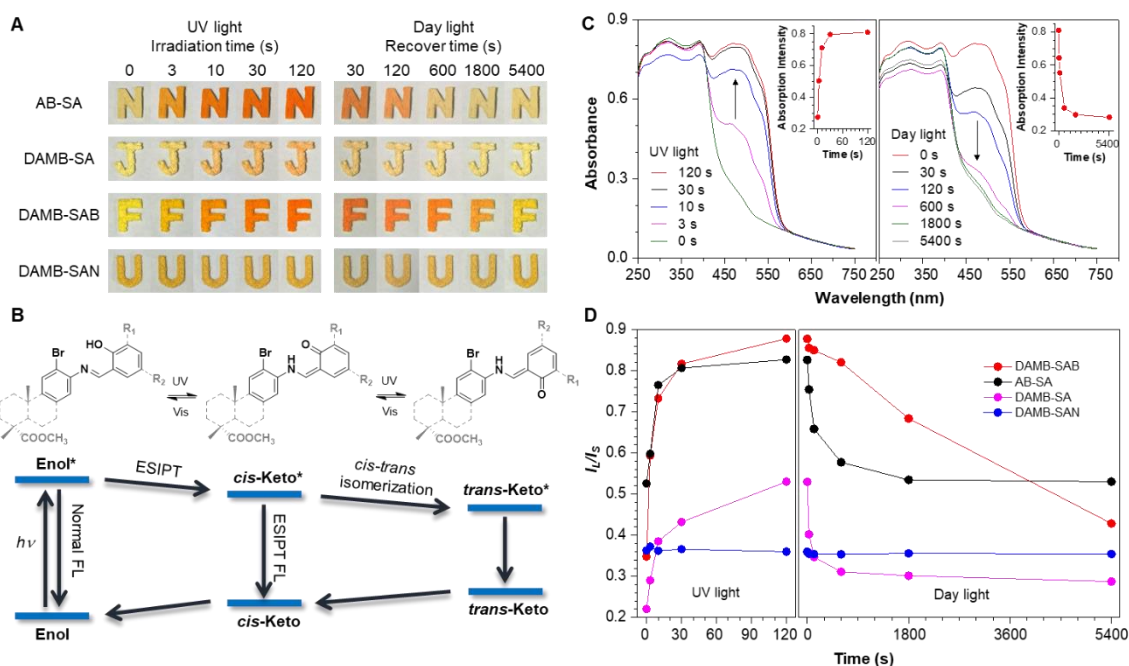 A
UV light
Irradiation time (s)
Day light
Recover time (s)
0 3 10 30 120 30 120 600 1800 5400
AB-SA
N N N N N N N N N N
DAMB-SA
J J J J J J J J J J
DAMB-SAB
F F F F F F F F F F
DAMB-SAN
U U U U U U U U U U
B
HO R1
Br
N
R2
COOCH3
UV
Vis
O R1
Br
H
N
R2
COOCH3
UV
Vis
R2
Br
H
N
R1
O
COOCH3
Enol*
ESIPT
cis-Keto*
cis-trans
isomerization
trans-Keto*
hν
Normal FL
ESIPT FL
Enol
cis-Keto
trans-Keto
C
Absorbance
0.8
0.6
0.4
0.2
0.0
UV light
120 s
30 s
10 s
3 s
0 s
Absorption Intensity
0.8
0.6
0.4
0.2
0 60 120
Time (s)
Day light
0 s
30 s
120 s
600 s
1800 s
5400 s
Absorption Intensity
0.8
0.6
0.4
0.2
0 5400
Time (s)
250 350 450 550 650 750 250 350 450 550 650 750
Wavelength (nm)
D
IL/IS
0.9
0.8
0.7
0.6
0.5
0.4
0.3
0.2
DAMB-SAB
AB-SA
DAMB-SA
DAMB-SAN
UV light
Day light
0 30 60 90 120 0 1800 3600 5400
Time (s)